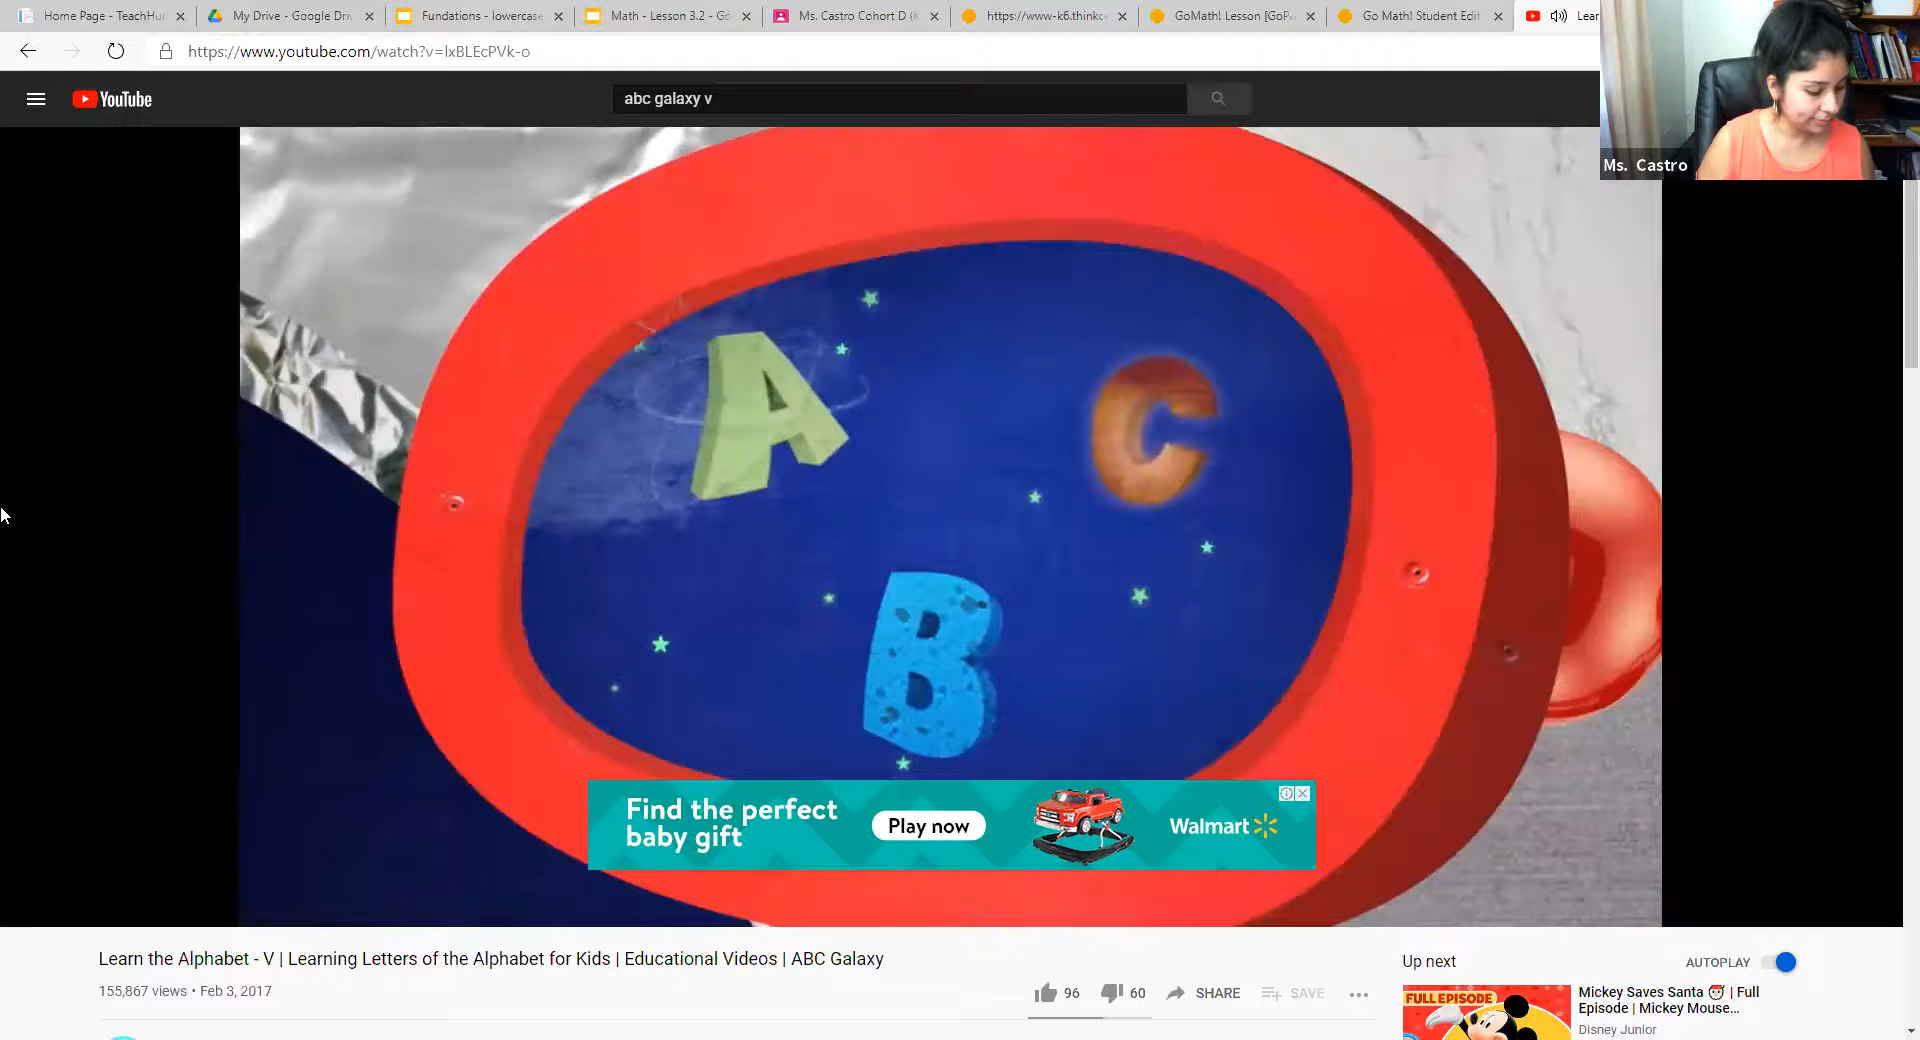 Home Page - TeachHur
My Drive - Google Driv
Fundations - lowercase
Math - Lesson 3.2 - Go
Ms. Castro Cohort D (K
https://www-k6.thinkce
GoMath! Lesson [GoP
Go Math! Student Edit
Lear
https://www.youtube.com/watch?v=lxBLEcPVk-o
YouTube
abc galaxy v
Ms. Castro
A
C
B
Find the perfect
baby gift
Play now
Walmart
Learn the Alphabet - V | Learning Letters of the Alphabet for Kids | Educational Videos | ABC Galaxy
155,867 views • Feb 3, 2017
96
60
SHARE
SAVE
Up next
AUTOPLAY
FULL EPISODE
Mickey Saves Santa 🎅 | Full
Episode | Mickey Mouse...
Disney Junior